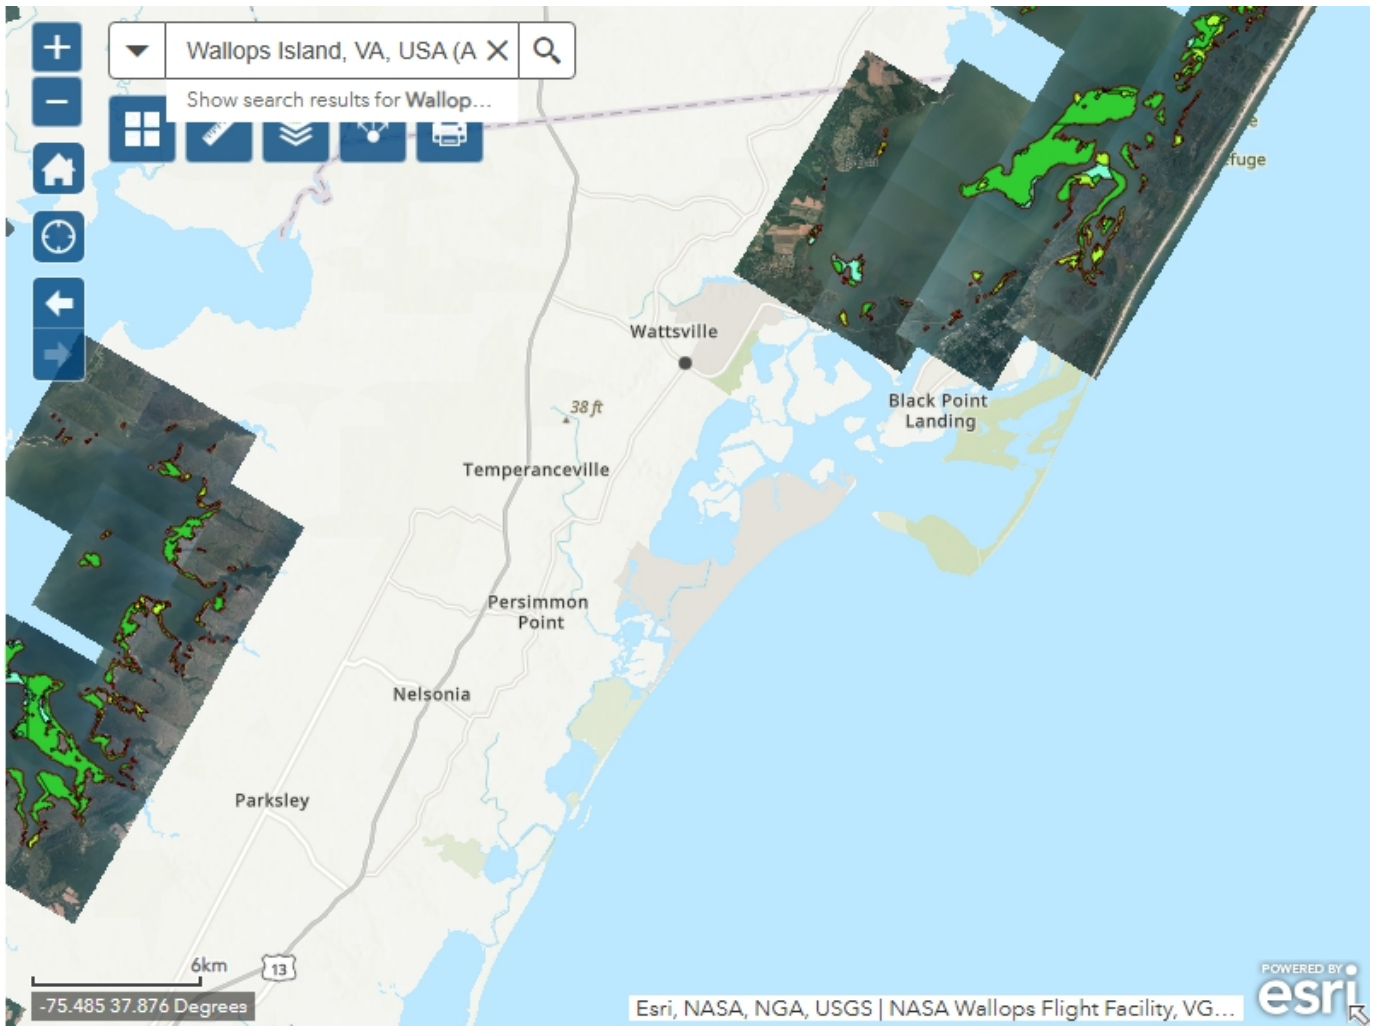 Wallops Island, VA, USA (A
Show search results for Wallop...
efuge
Wattsville
38 ft
Black Point
Landing
Temperanceville
Persimmon
Point
Nelsonia
Parksley
6km
13
-75.485 37.876 Degrees
Esri, NASA, NGA, USGS | NASA Wallops Flight Facility, VG...
POWERED BY
esri